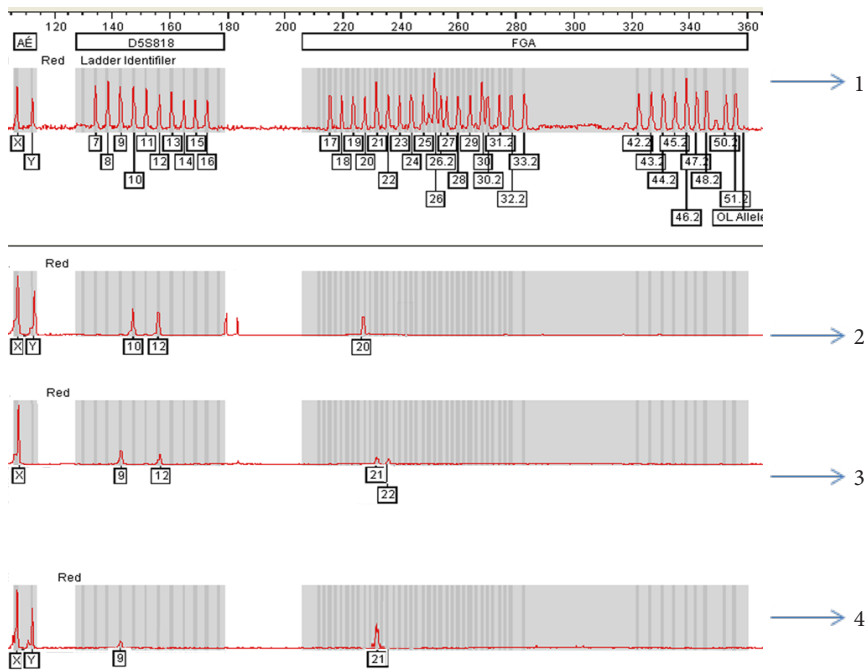 120 140 160 180 200 220 240 260 280 300 320 340 360
AÉ D5S818 FGA
Red Ladder Identifiler
1
X 7 9 11 13 15 17 19 21 23 25 27 29 31.2 42.2 45.2 50.2
Y 8 12 14 16 18 20 24 26.2 30 33.2 43.2 47.2
10 22 28 30.2 44.2 48.2
26 32.2 51.2
46.2 OL Allele
Red
2
X Y 10 12 20
Red
X 9 12 21
3
22
Red
4
X Y 9 21